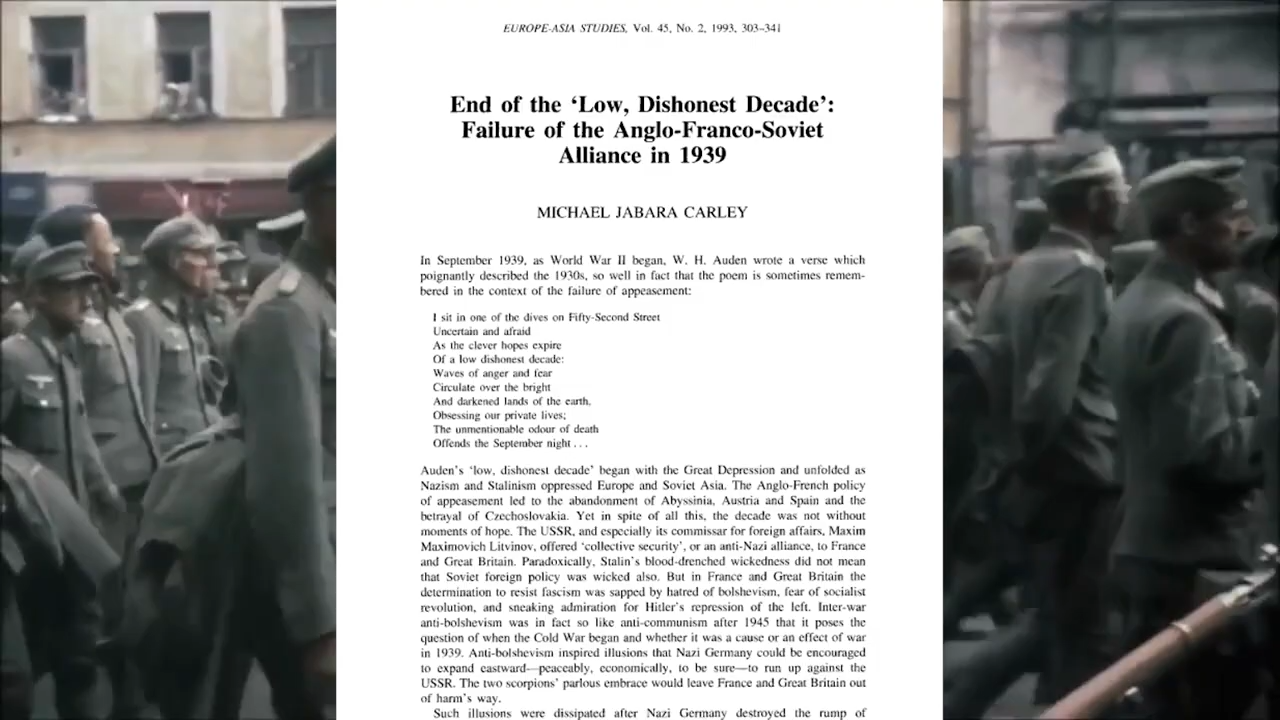 EUROPE-ASIA STUDIES, Vol. 45, No. 2, 1993, 303–341
End of the ‘Low, Dishonest Decade’:
Failure of the Anglo-Franco-Soviet
Alliance in 1939
MICHAEL JABARA CARLEY
In September 1939, as World War II began, W. H. Auden wrote a verse which
poignantly described the 1930s, so well in fact that the poem is sometimes remem-
bered in the context of the failure of appeasement:
I sit in one of the dives on Fifty-Second Street
Uncertain and afraid
As the clever hopes expire
Of a low dishonest decade:
Waves of anger and fear
Circulate over the bright
And darkened lands of the earth,
Obsessing our private lives;
The unmentionable odour of death
Offends the September night . . .
Auden’s ‘low, dishonest decade’ began with the Great Depression and unfolded as
Nazism and Stalinism oppressed Europe and Soviet Asia. The Anglo-French policy
of appeasement led to the abandonment of Abyssinia, Austria and Spain and the
betrayal of Czechoslovakia. Yet in spite of all this, the decade was not without
moments of hope. The USSR, and especially its commissar for foreign affairs, Maxim
Maximovich Litvinov, offered ‘collective security’, or an anti-Nazi alliance, to France
and Great Britain. Paradoxically, Stalin’s blood-drenched wickedness did not mean
that Soviet foreign policy was wicked also. But in France and Great Britain the
determination to resist fascism was sapped by hatred of bolshevism, fear of socialist
revolution, and sneaking admiration for Hitler’s repression of the left. Inter-war
anti-bolshevism was in fact so like anti-communism after 1945 that it poses the
question of when the Cold War began and whether it was a cause or an effect of war
in 1939. Anti-bolshevism inspired illusions that Nazi Germany could be encouraged
to expand eastward—peaceably, economically, to be sure—to run up against the
USSR. The two scorpions’ parlous embrace would leave France and Great Britain out
of harm’s way.
Such illusions were dissipated after Nazi Germany destroyed the rump of